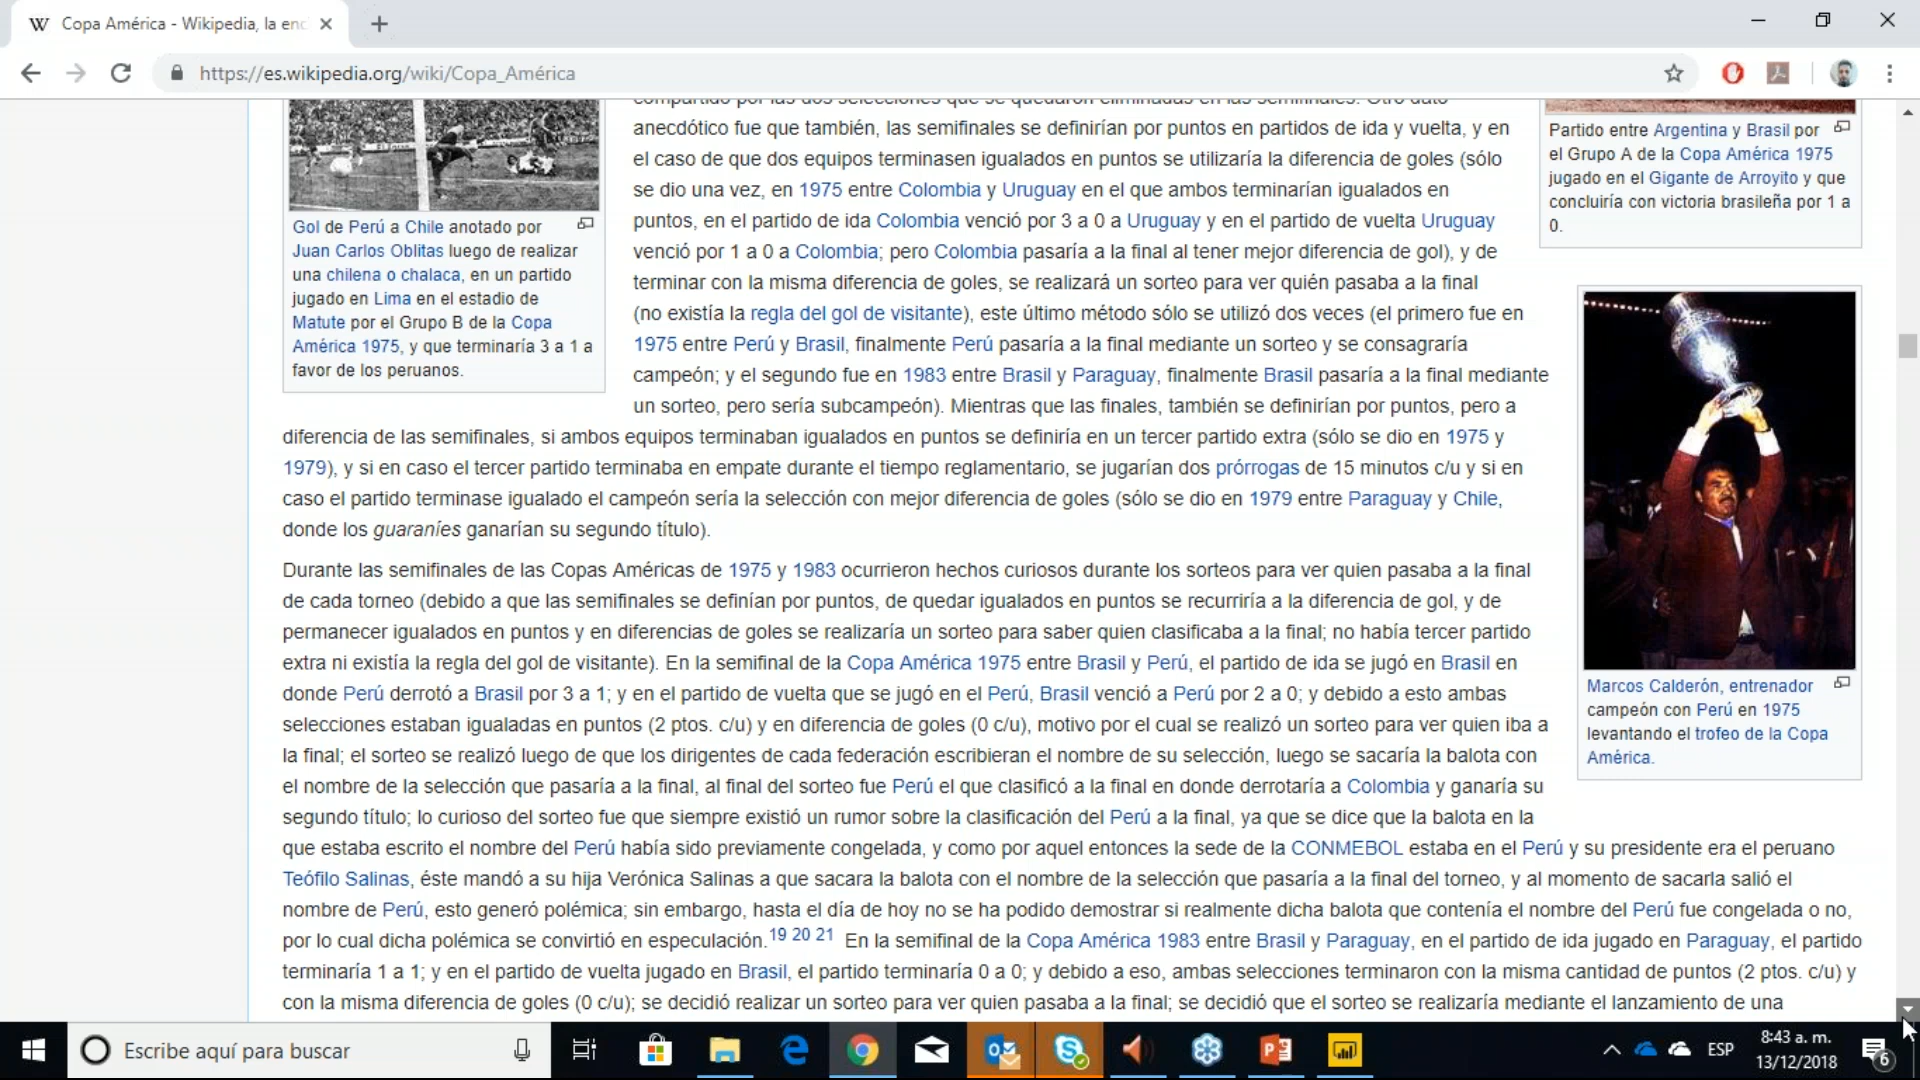 Copa América - Wikipedia, la enc
https://es.wikipedia.org/wiki/Copa_América
compartido por las dos selecciones que se quedaron eliminadas en las semifinales. Otro dato
anecdótico fue que también, las semifinales se definirían por puntos en partidos de ida y vuelta, y en
el caso de que dos equipos terminasen igualados en puntos se utilizaría la diferencia de goles (sólo
se dio una vez, en 1975 entre Colombia y Uruguay en el que ambos terminarían igualados en
puntos, en el partido de ida Colombia venció por 3 a 0 a Uruguay y en el partido de vuelta Uruguay
venció por 1 a 0 a Colombia; pero Colombia pasaría a la final al tener mejor diferencia de gol), y de
terminar con la misma diferencia de goles, se realizará un sorteo para ver quién pasaba a la final
(no existía la regla del gol de visitante), este último método sólo se utilizó dos veces (el primero fue en
1975 entre Perú y Brasil, finalmente Perú pasaría a la final mediante un sorteo y se consagraría
campeón; y el segundo fue en 1983 entre Brasil y Paraguay, finalmente Brasil pasaría a la final mediante
un sorteo, pero sería subcampeón). Mientras que las finales, también se definirían por puntos, pero a
diferencia de las semifinales, si ambos equipos terminaban igualados en puntos se definiría en un tercer partido extra (sólo se dio en 1975 y
1979), y si en caso el tercer partido terminaba en empate durante el tiempo reglamentario, se jugarían dos prórrogas de 15 minutos c/u y si en
caso el partido terminase igualado el campeón sería la selección con mejor diferencia de goles (sólo se dio en 1979 entre Paraguay y Chile,
donde los guaraníes ganarían su segundo título).
Gol de Perú a Chile anotado por
Juan Carlos Oblitas luego de realizar
una chilena o chalaca, en un partido
jugado en Lima en el estadio de
Matute por el Grupo B de la Copa
América 1975, y que terminaría 3 a 1 a
favor de los peruanos.
Partido entre Argentina y Brasil por
el Grupo A de la Copa América 1975
jugado en el Gigante de Arroyito y que
concluiría con victoria brasileña por 1 a
0.
Durante las semifinales de las Copas Américas de 1975 y 1983 ocurrieron hechos curiosos durante los sorteos para ver quien pasaba a la final
de cada torneo (debido a que las semifinales se definían por puntos, de quedar igualados en puntos se recurriría a la diferencia de gol, y de
permanecer igualados en puntos y en diferencias de goles se realizaría un sorteo para saber quien clasificaba a la final; no había tercer partido
extra ni existía la regla del gol de visitante). En la semifinal de la Copa América 1975 entre Brasil y Perú, el partido de ida se jugó en Brasil en
donde Perú derrotó a Brasil por 3 a 1; y en el partido de vuelta que se jugó en el Perú, Brasil venció a Perú por 2 a 0; y debido a esto ambas
selecciones estaban igualadas en puntos (2 ptos. c/u) y en diferencia de goles (0 c/u), motivo por el cual se realizó un sorteo para ver quien iba a
la final; el sorteo se realizó luego de que los dirigentes de cada federación escribieran el nombre de su selección, luego se sacaría la balota con
el nombre de la selección que pasaría a la final, al final del sorteo fue Perú el que clasificó a la final en donde derrotaría a Colombia y ganaría su
segundo título; lo curioso del sorteo fue que siempre existió un rumor sobre la clasificación del Perú a la final, ya que se dice que la balota en la
que estaba escrito el nombre del Perú había sido previamente congelada, y como por aquel entonces la sede de la CONMEBOL estaba en el Perú y su presidente era el peruano
Teófilo Salinas, éste mandó a su hija Verónica Salinas a que sacara la balota con el nombre de la selección que pasaría a la final del torneo, y al momento de sacarla salió el
nombre de Perú, esto generó polémica; sin embargo, hasta el día de hoy no se ha podido demostrar si realmente dicha balota que contenía el nombre del Perú fue congelada o no,
por lo cual dicha polémica se convirtió en especulación.19 20 21 En la semifinal de la Copa América 1983 entre Brasil y Paraguay, en el partido de ida jugado en Paraguay, el partido
terminaría 1 a 1; y en el partido de vuelta jugado en Brasil, el partido terminaría 0 a 0; y debido a eso, ambas selecciones terminaron con la misma cantidad de puntos (2 ptos. c/u) y
con la misma diferencia de goles (0 c/u); se decidió realizar un sorteo para ver quien pasaba a la final; se decidió que el sorteo se realizaría mediante el lanzamiento de una
Marcos Calderón, entrenador
campeón con Perú en 1975
levantando el trofeo de la Copa
América.
Escribe aquí para buscar
ESP
8:43 a. m.
13/12/2018
6